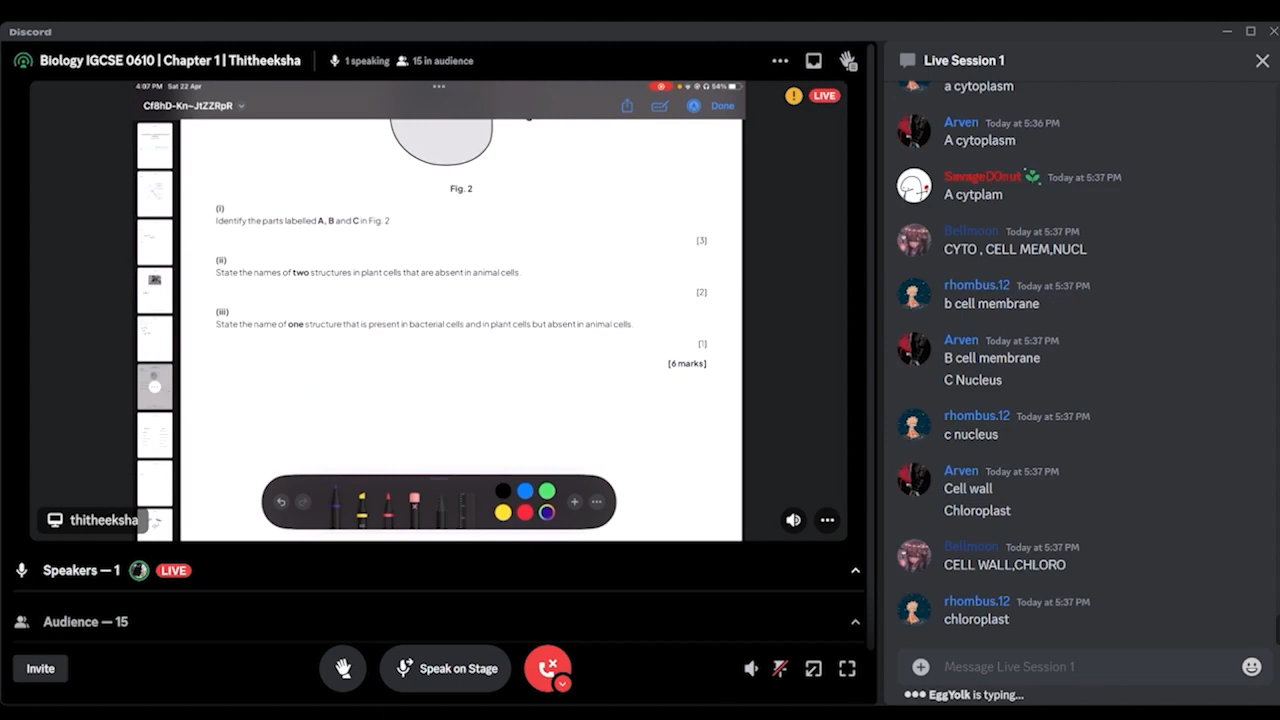 Discord
Biology IGSCE 0610 | Chapter 1 | Thitheeksha
1 speaking
15 in audience
Live Session 1
4:07 PM Sat 22 Apr
54%
Cf8hD-Kn~JtZZRpR
Done
LIVE
Fig. 2
(i)
Identify the parts labelled A, B and C in Fig. 2
[3]
(ii)
State the names of two structures in plant cells that are absent in animal cells.
[2]
(iii)
State the name of one structure that is present in bacterial cells and in plant cells but absent in animal cells.
[1]
[6 marks]
thitheeksha
Speakers — 1
LIVE
Audience — 15
Invite
Speak on Stage
a cytoplasm
Arven Today at 5:36 PM
A cytoplasm
SavageD0nut Today at 5:37 PM
A cytplam
Bellmoon Today at 5:37 PM
CYTO , CELL MEM,NUCL
rhombus.12 Today at 5:37 PM
b cell membrane
Arven Today at 5:37 PM
B cell membrane
C Nucleus
rhombus.12 Today at 5:37 PM
c nucleus
Arven Today at 5:37 PM
Cell wall
Chloroplast
Bellmoon Today at 5:37 PM
CELL WALL,CHLORO
rhombus.12 Today at 5:37 PM
chloroplast
Message Live Session 1
EggYolk is typing...